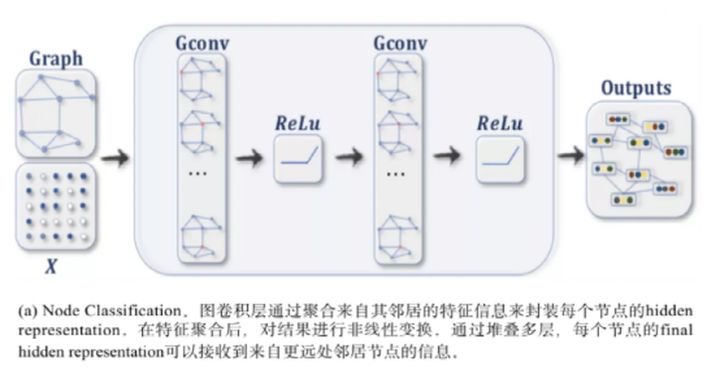 Graph
X
Gconv
...
ReLu
Gconv
...
ReLu
Outputs
(a) Node Classification，图卷积层通过聚合来自其邻居的特征信息来封装每个节点的hidden
representation，在特征聚合后，对结果进行非线性变换，通过堆叠多层，每个节点的final
hidden representation可以接收到来自更远处邻居节点的信息。